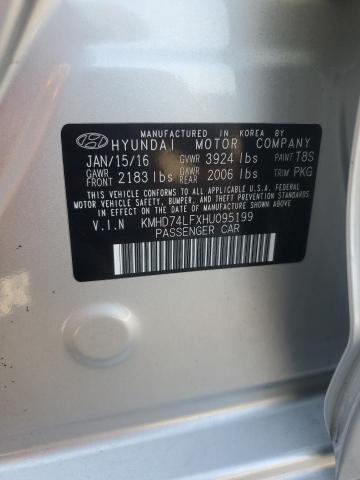 MANUFACTURED IN KOREA BY
HYUNDAI MOTOR COMPANY
JAN/15/16 GVWR 3924 lbs PAINT T8S
GAWR FRONT 2183 lbs GAWR REAR 2006 lbs TRIM PKG
THIS VEHICLE CONFORMS TO ALL APPLICABLE U.S.A. FEDERAL
MOTOR VEHICLE SAFETY, BUMPER, AND THEFT PREVENTION STANDARDS
IN EFFECT ON THE DATE OF MANUFACTURE SHOWN ABOVE.
V.I.N KMHD74LFXHU095199
PASSENGER CAR